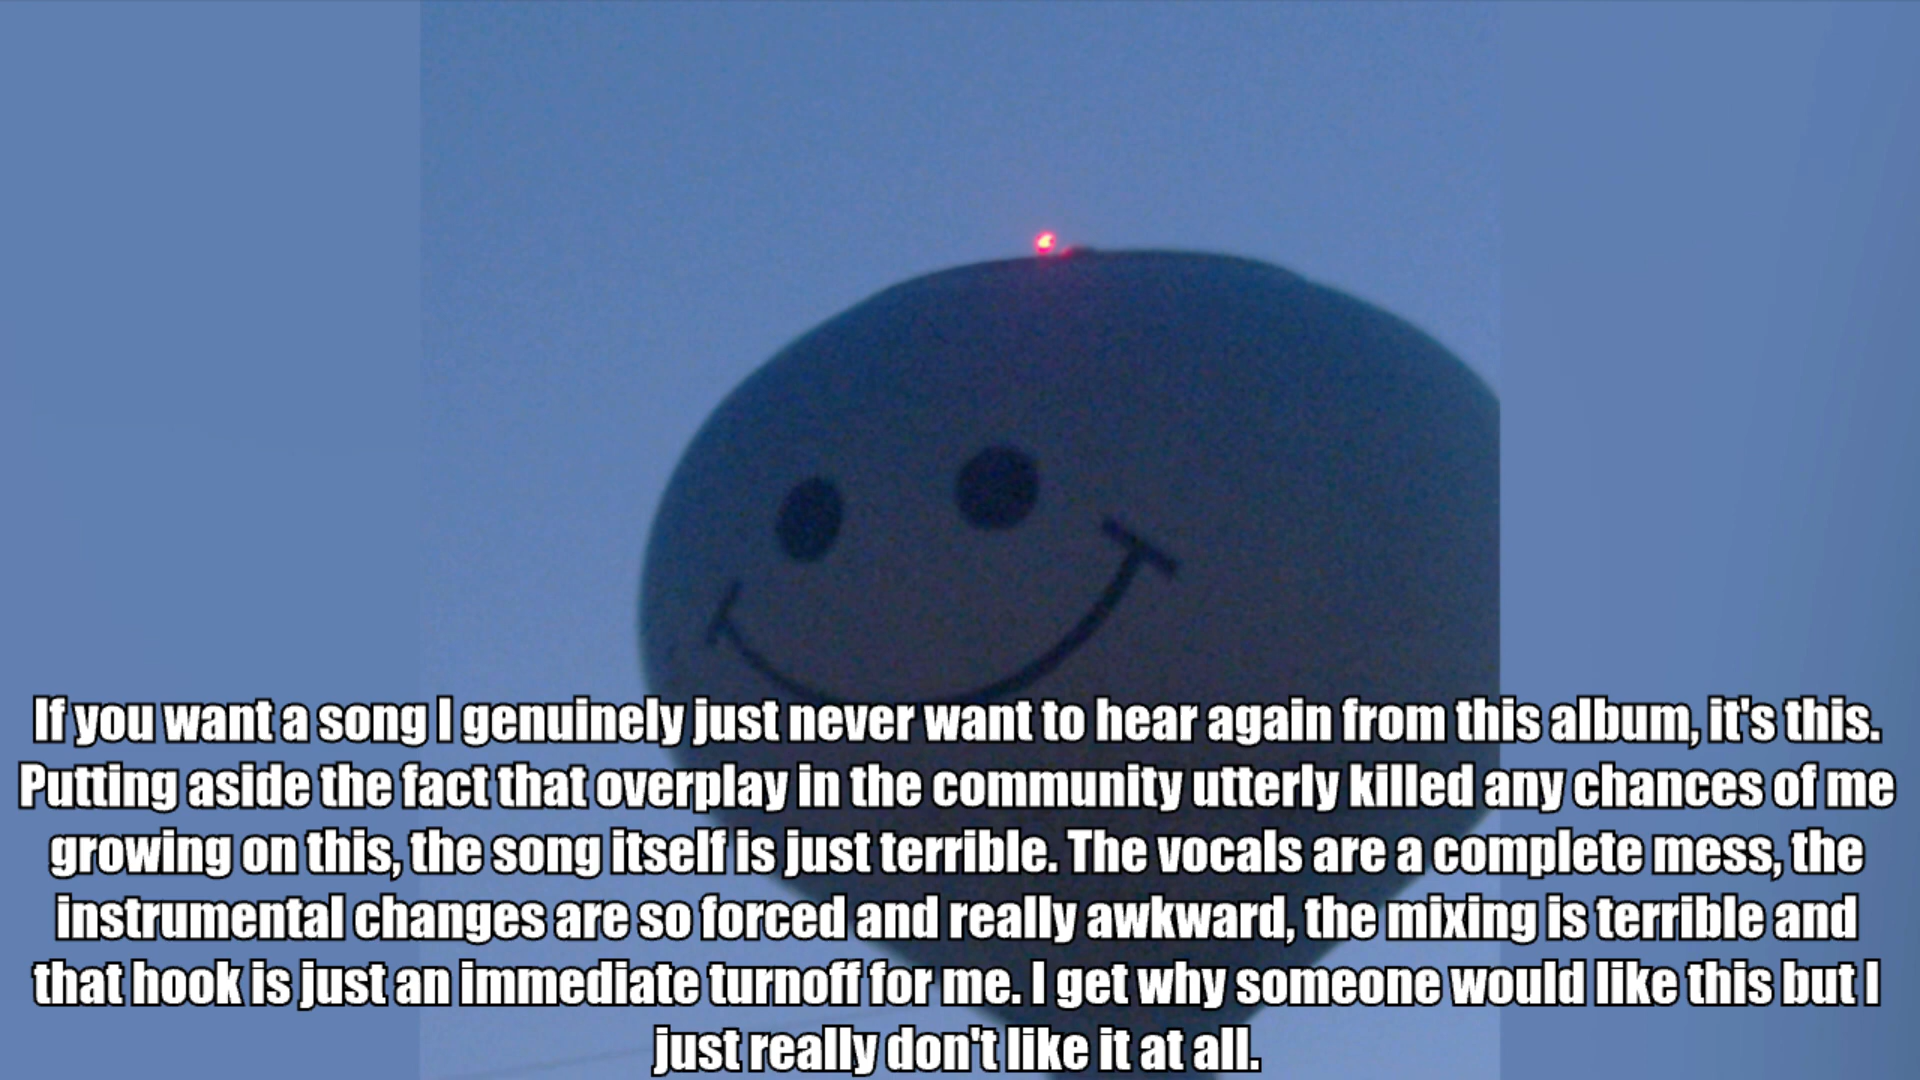 If you want a song I genuinely just never want to hear again from this album, it's this.
Putting aside the fact that overplay in the community utterly killed any chances of me
growing on this, the song itself is just terrible. The vocals are a complete mess, the
instrumental changes are so forced and really awkward, the mixing is terrible and
that hook is just an immediate turnoff for me. I get why someone would like this but I
just really don't like it at all.